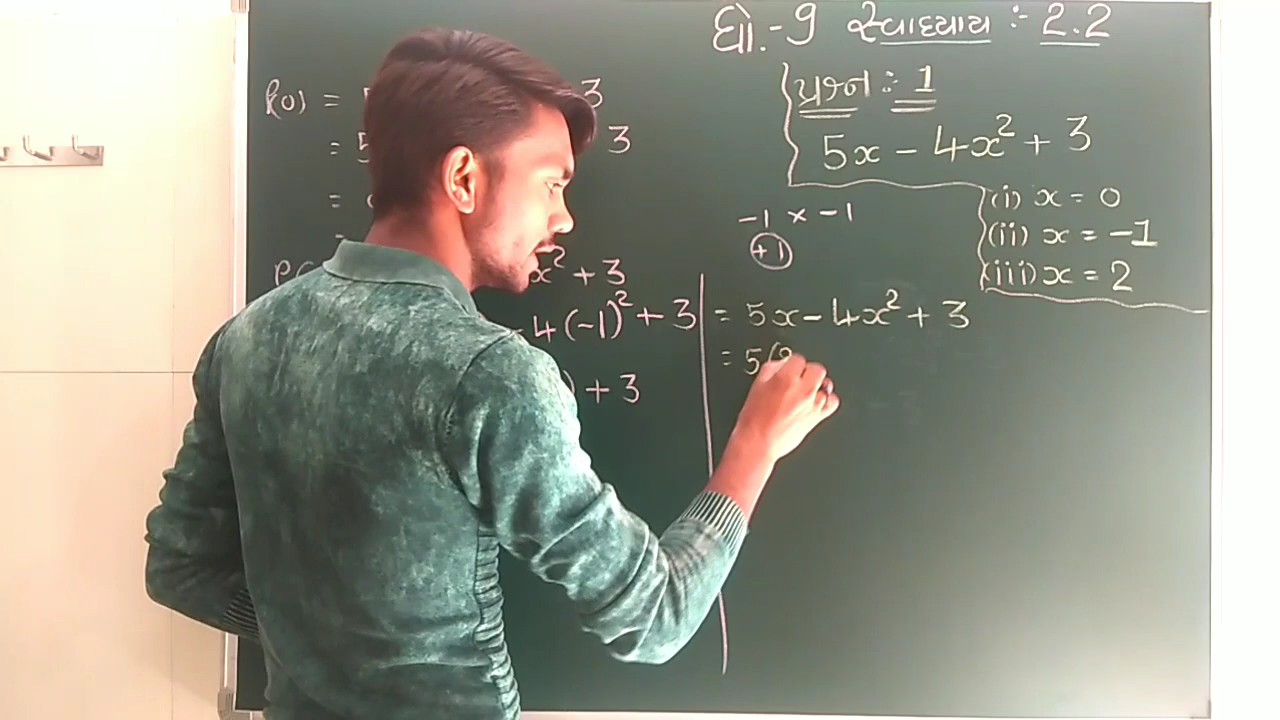 ધો.-9 સ્વાધ્યાય :- 2.2
પ્રશ્ન :- 1
5x - 4x² + 3
(i) x = 0
(ii) x = -1
(iii) x = 2
P(0) =
3
= 5
3
=
-1 x -1
+1
x² + 3
4(-1)² + 3
) + 3
= 5x - 4x² + 3
= 5(2